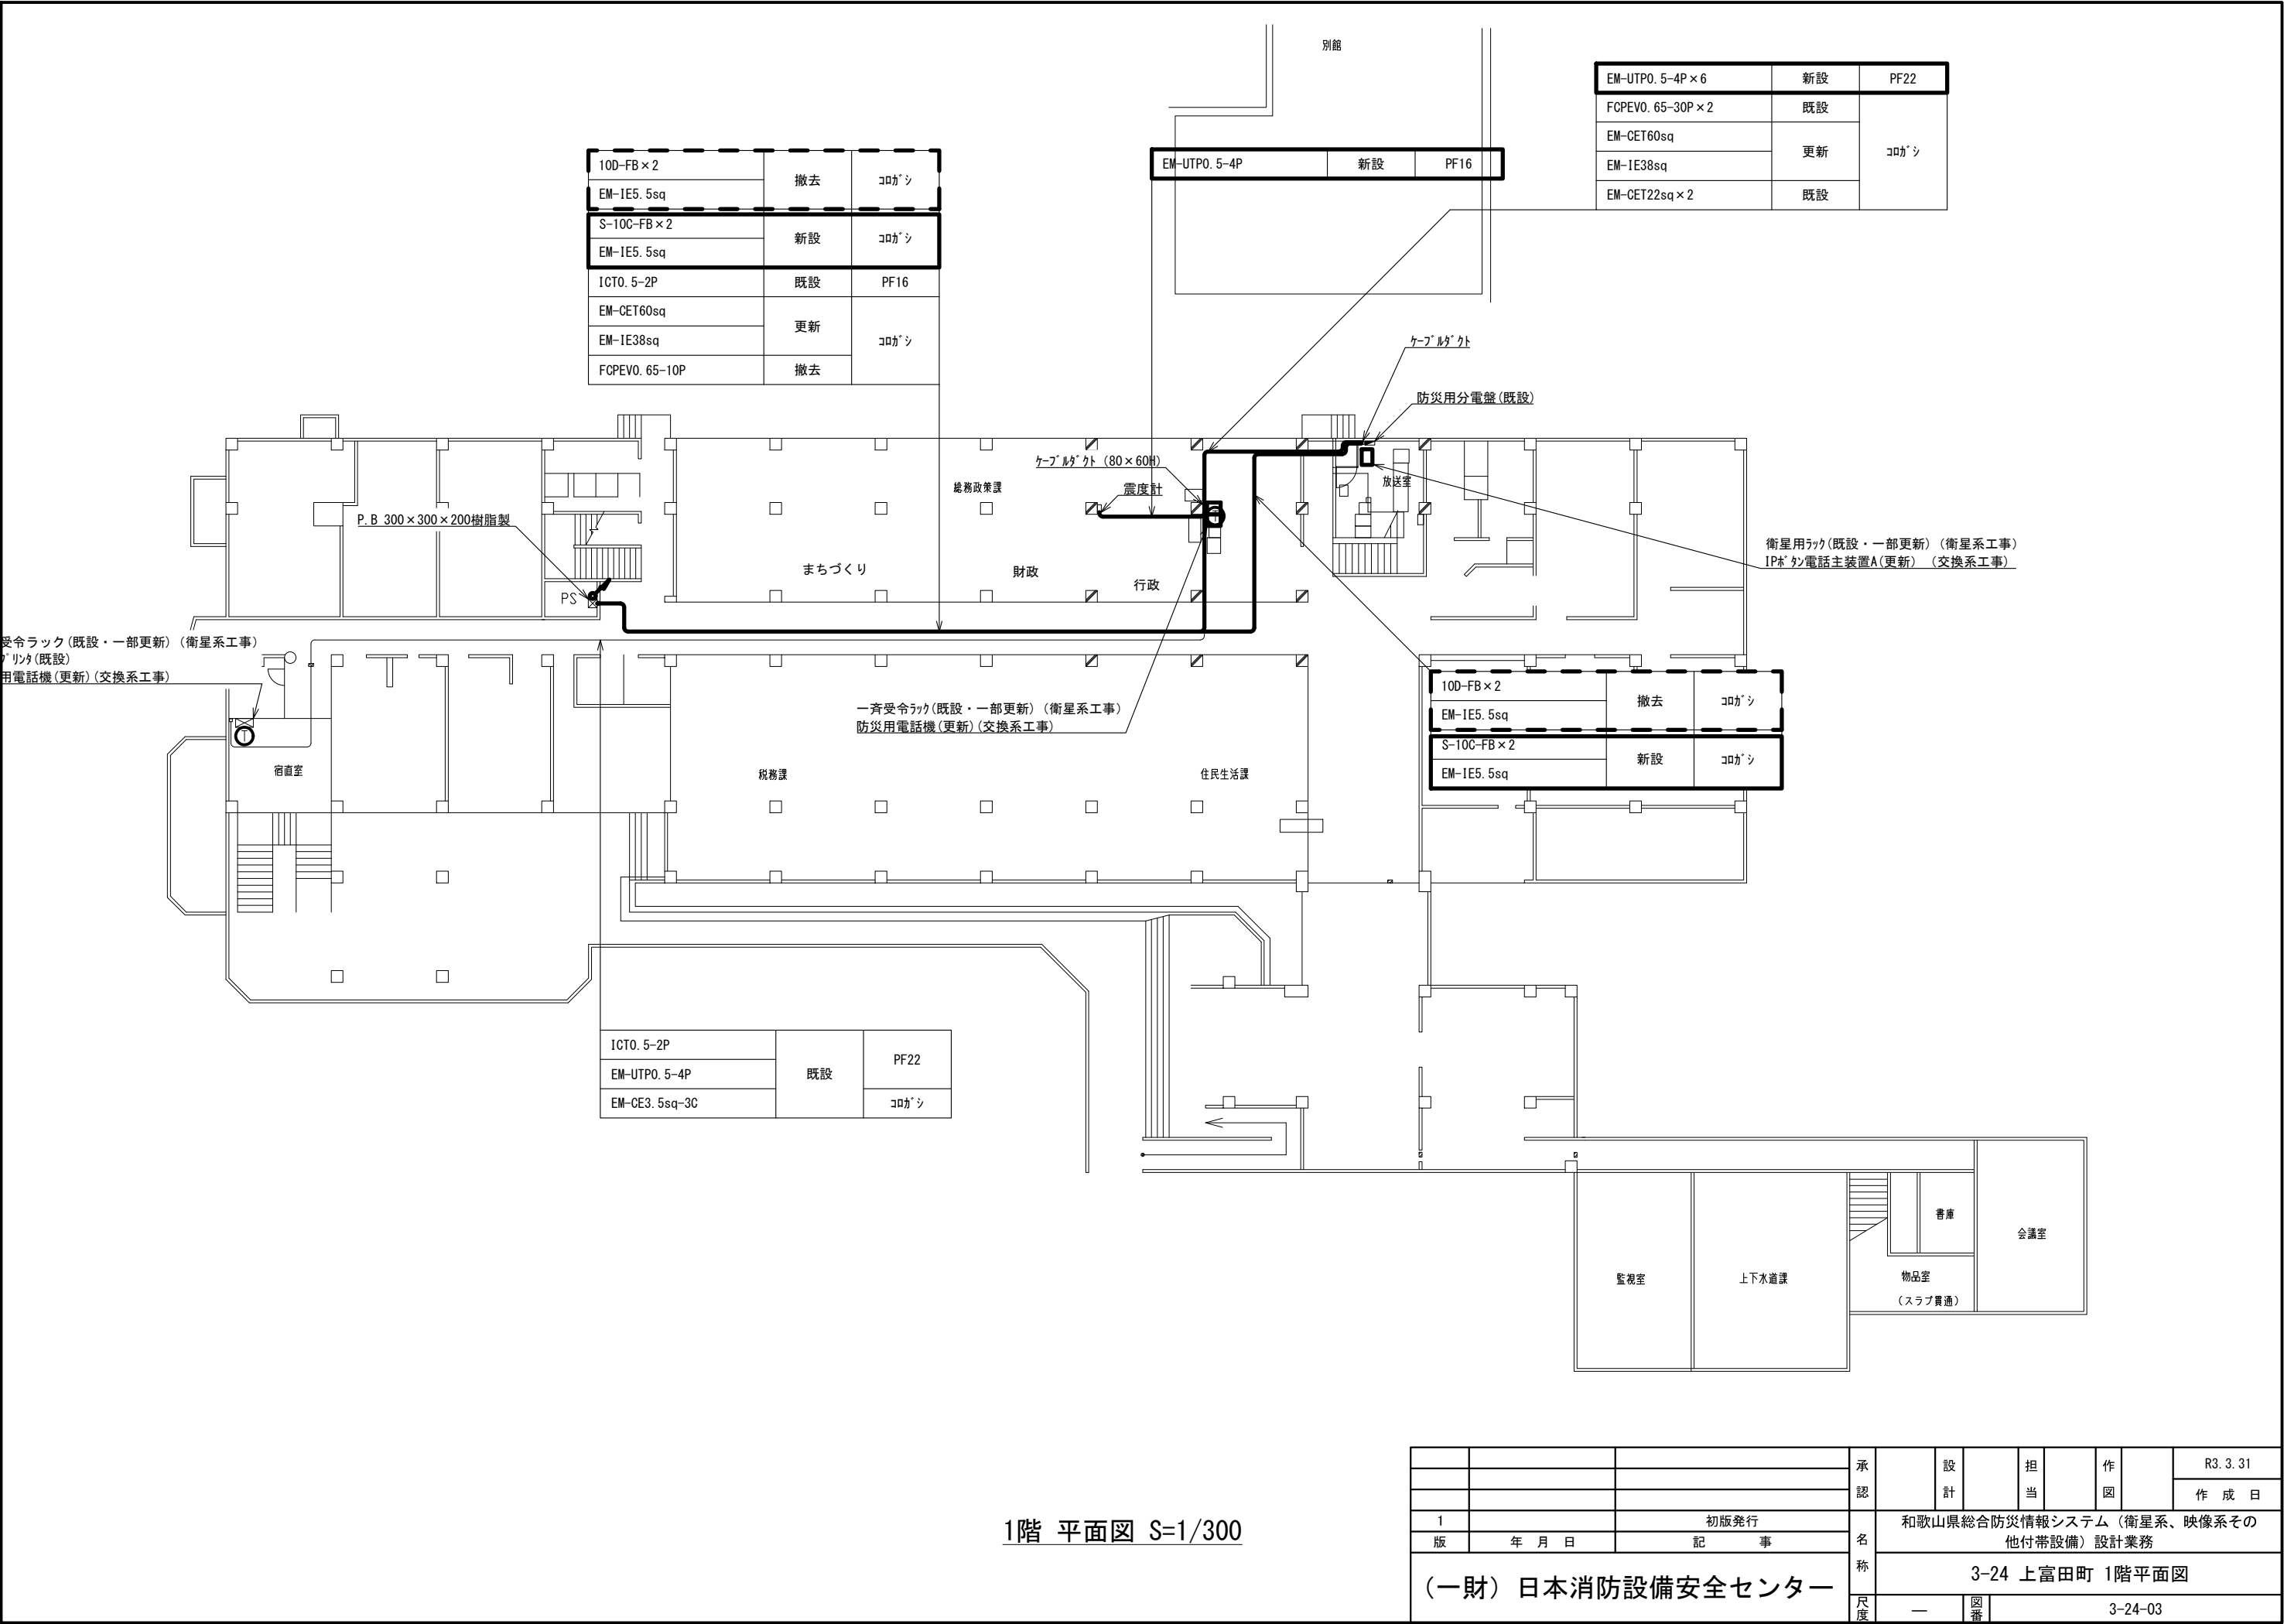 別館
EM-UTP0.5-4P×6 新設 PF22
FCPEV0.65-30P×2 既設
EM-CET60sq
更新 コロガシ
EM-IE38sq
EM-CET22sq×2 既設
10D-FB×2
撤去 コロガシ
EM-IE5.5sq
S-10C-FB×2
新設 コロガシ
EM-IE5.5sq
ICT0.5-2P 既設 PF16
EM-CET60sq
更新
EM-IE38sq
コロガシ
FCPEV0.65-10P 撤去
EM-UTP0.5-4P 新設 PF16
ケーブルダクト
防災用分電盤(既設)
ケーブルダクト (80×60H)
震度計
総務政策課
放送室
P.B 300×300×200樹脂製
PS
まちづくり
財政
行政
衛星用ラック(既設・一部更新)(衛星系工事)
IPボタン電話主装置A(更新) (交換系工事)
受令ラック(既設・一部更新)(衛星系工事)
プリンタ(既設)
用電話機(更新)(交換系工事)
T
T
宿直室
一斉受令ラック(既設・一部更新)(衛星系工事)
防災用電話機(更新)(交換系工事)
税務課
住民生活課
10D-FB×2
撤去 コロガシ
EM-IE5.5sq
S-10C-FB×2
新設 コロガシ
EM-IE5.5sq
ICT0.5-2P
PF22
EM-UTP0.5-4P 既設
EM-CE3.5sq-3C コロガシ
書庫
会議室
監視室
上下水道課
物品室
(スラブ貫通)
1階 平面図 S=1/300
承認 設計 担当 作図 R3.3.31
作 成 日
1 初版発行
版 年 月 日 記 事
名称 和歌山県総合防災情報システム(衛星系、映像系その
他付帯設備)設計業務
(一財)日本消防設備安全センター
3-24 上富田町 1階平面図
尺度 ― 図番 3-24-03